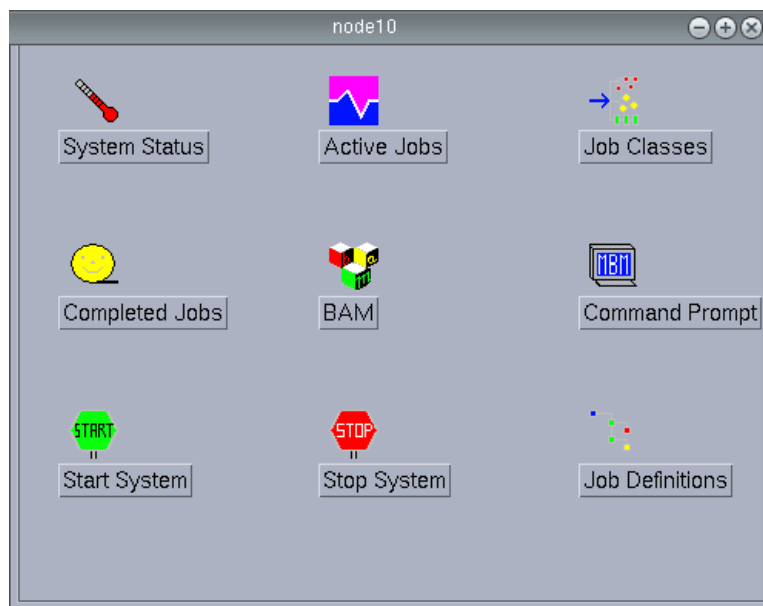 node10
System Status
Active Jobs
Job Classes
Completed Jobs
BAM
MBM
Command Prompt
START
Start System
STOP
Stop System
Job Definitions